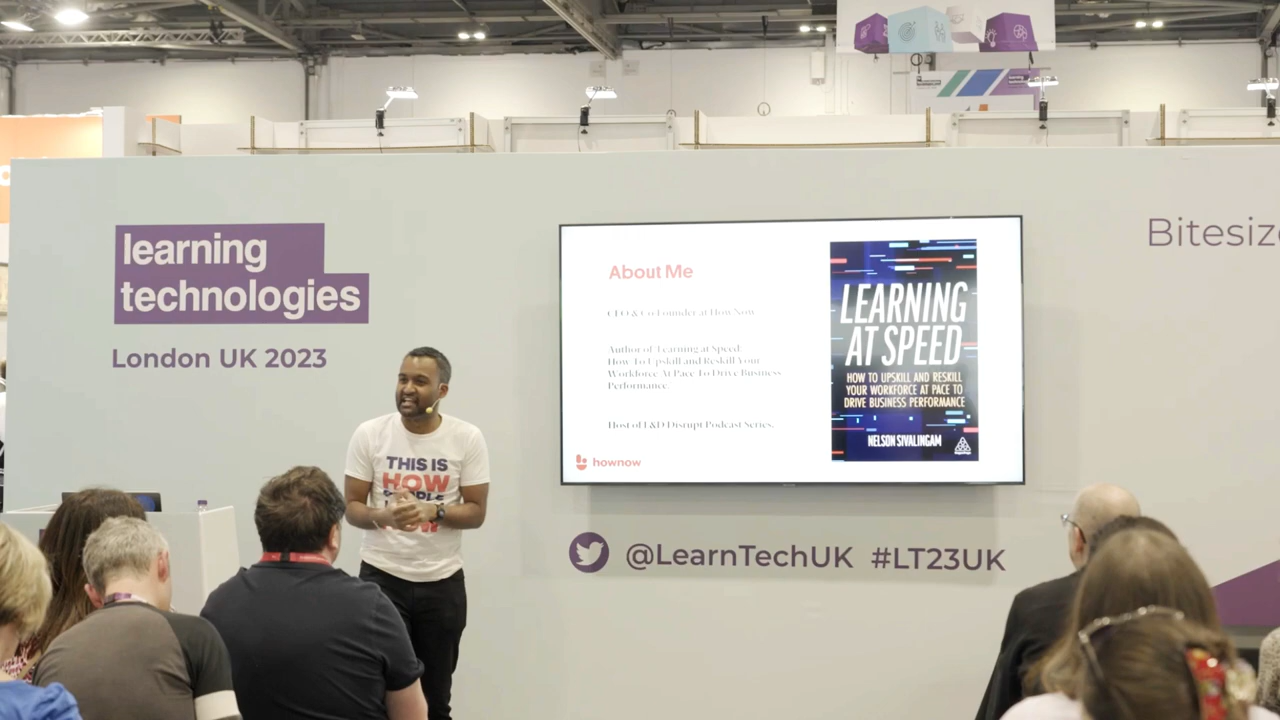 learning
technologies
London UK 2023
THIS IS
HOW
About Me
CEO & Co-Founder at How Now
Author of Learning at Speed:
How To Upskill and Reskill Your
Workforce At Pace To Drive Business
Performance.
Host of L&D Disrupt Podcast Series.
hownow
LEARNING
AT SPEED
HOW TO UPSKILL AND RESKILL
YOUR WORKFORCE AT PACE TO
DRIVE BUSINESS PERFORMANCE
NELSON SIVALINGAM
@LearnTechUK #LT23UK